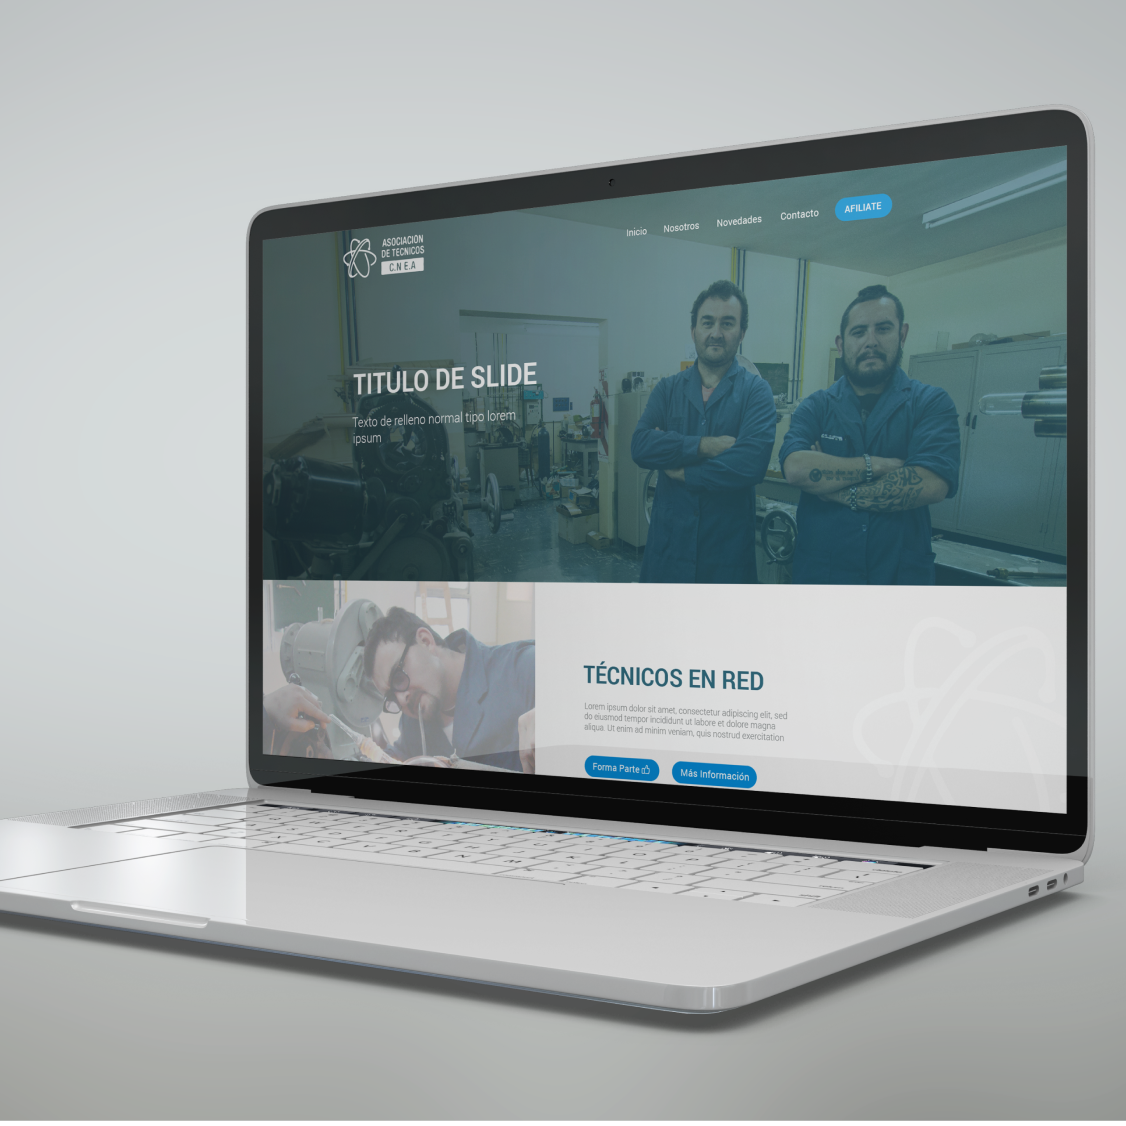 ASOCIACIÓN
DE TÉCNICOS
C.N.E.A
Inicio
Nosotros
Novedades
Contacto
AFILIATE
TITULO DE SLIDE
Texto de relleno normal tipo lorem
ipsum
TÉCNICOS EN RED
Lorem ipsum dolor sit amet, consectetur adipiscing elit, sed
do eiusmod tempor incididunt ut labore et dolore magna
aliqua. Ut enim ad minim veniam, quis nostrud exercitation
Forma Parte
Más Información